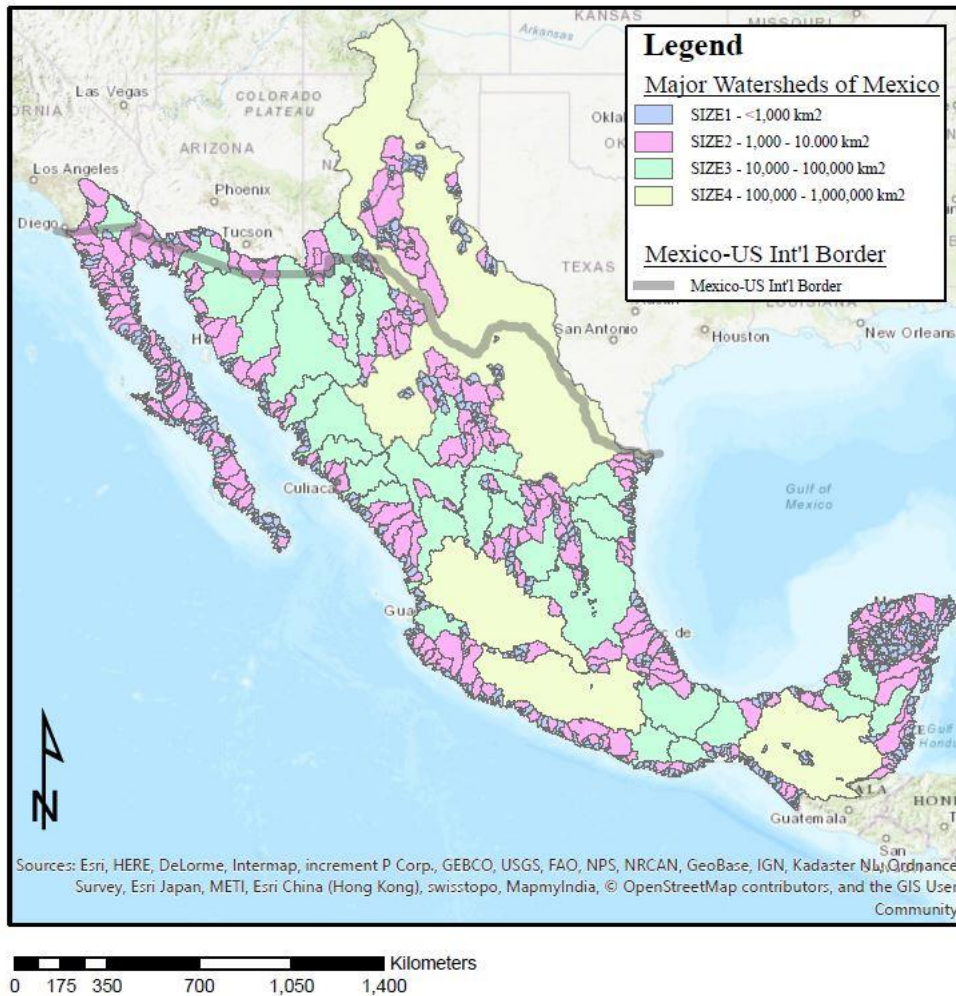 KANSAS
MISSOURI
Arkansas
Las Vegas
COLORADO
PLATEAU
ORNIA
ARIZONA
Los Angeles
Phoenix
Diego
Tucson
TEXAS
San Antonio
Houston
New Orleans
Culiaca
Gulf of
Mexico
Gua
c de
Gulf
Hondu
ALA
HON
Guatemala
San
Legend
Major Watersheds of Mexico
SIZE1 - <1,000 km2
SIZE2 - 1,000 - 10.000 km2
SIZE3 - 10,000 - 100,000 km2
SIZE4 - 100,000 - 1,000,000 km2
Mexico-US Int'l Border
Mexico-US Int'l Border
N
Sources: Esri, HERE, DeLorme, Intermap, increment P Corp., GEBCO, USGS, FAO, NPS, NRCAN, GeoBase, IGN, Kadaster NL, Ordnance
Survey, Esri Japan, METI, Esri China (Hong Kong), swisstopo, MapmyIndia, © OpenStreetMap contributors, and the GIS User
Community
Kilometers
0 175 350 700 1,050 1,400